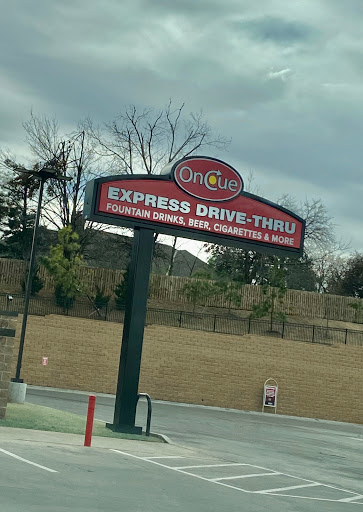 OnCue
EXPRESS DRIVE-THRU
FOUNTAIN DRINKS, BEER, CIGARETTES & MORE